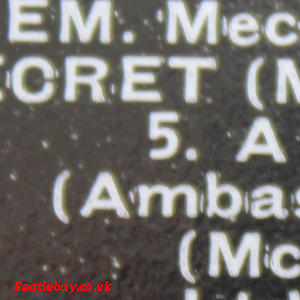 EM. Mec
CRET (M
5. A
(Ambas
(Mc
Beatlebay.co.uk